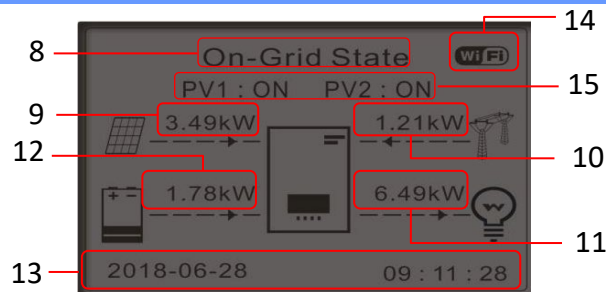 14
8
On-Grid State
WiFi
PV1 : ON PV2 : ON
15
9
3.49kW
1.21kW
12
10
+ −
1.78kW
6.49kW
11
13
2018-06-28
09 : 11 : 28